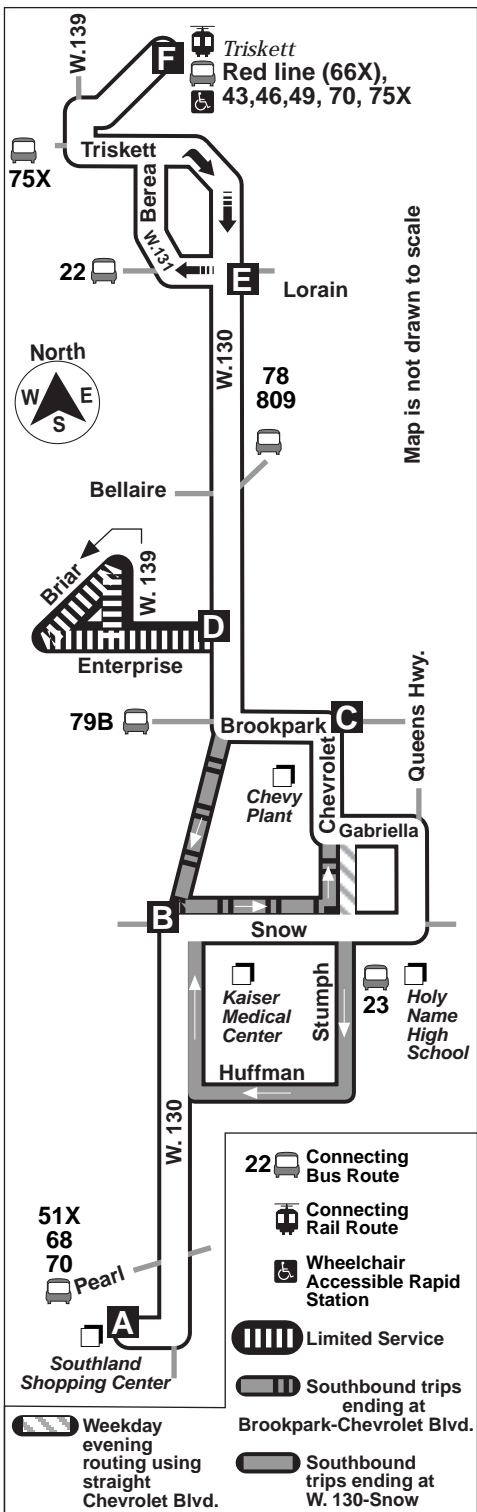 W.139
F
Triskett
Red line (66X),
43,46,49, 70, 75X
Triskett
75X
Berea
W.131
22
E
Lorain
Map is not drawn to scale
North
W E
S
W.130
78
809
Bellaire
Briar
W. 139
D
Enterprise
79B
Brookpark
C
Queens Hwy.
Chevy
Plant
Chevrolet
Gabriella
B
Snow
Kaiser
Medical
Center
Stumph
23
Holy
Name
High
School
Huffman
W. 130
51X
68
70
Pearl
A
Southland
Shopping Center
22 Connecting
Bus Route
Connecting
Rail Route
Wheelchair
Accessible Rapid
Station
Limited Service
Southbound trips
ending at
Brookpark-Chevrolet Blvd.
Weekday
evening
routing using
straight
Chevrolet Blvd.
Southbound
trips ending at
W. 130-Snow